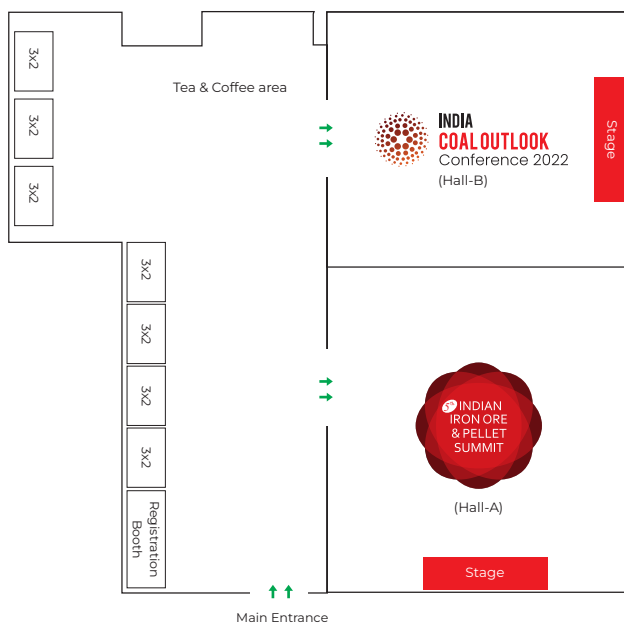 3x2
3x2
3x2
Tea & Coffee area
INDIA
COAL OUTLOOK
Conference 2022
(Hall-B)
Stage
3x2
3x2
3x2
3x2
Registration
Booth
5th INDIAN
IRON ORE
& PELLET
SUMMIT
(Hall-A)
Stage
Main Entrance